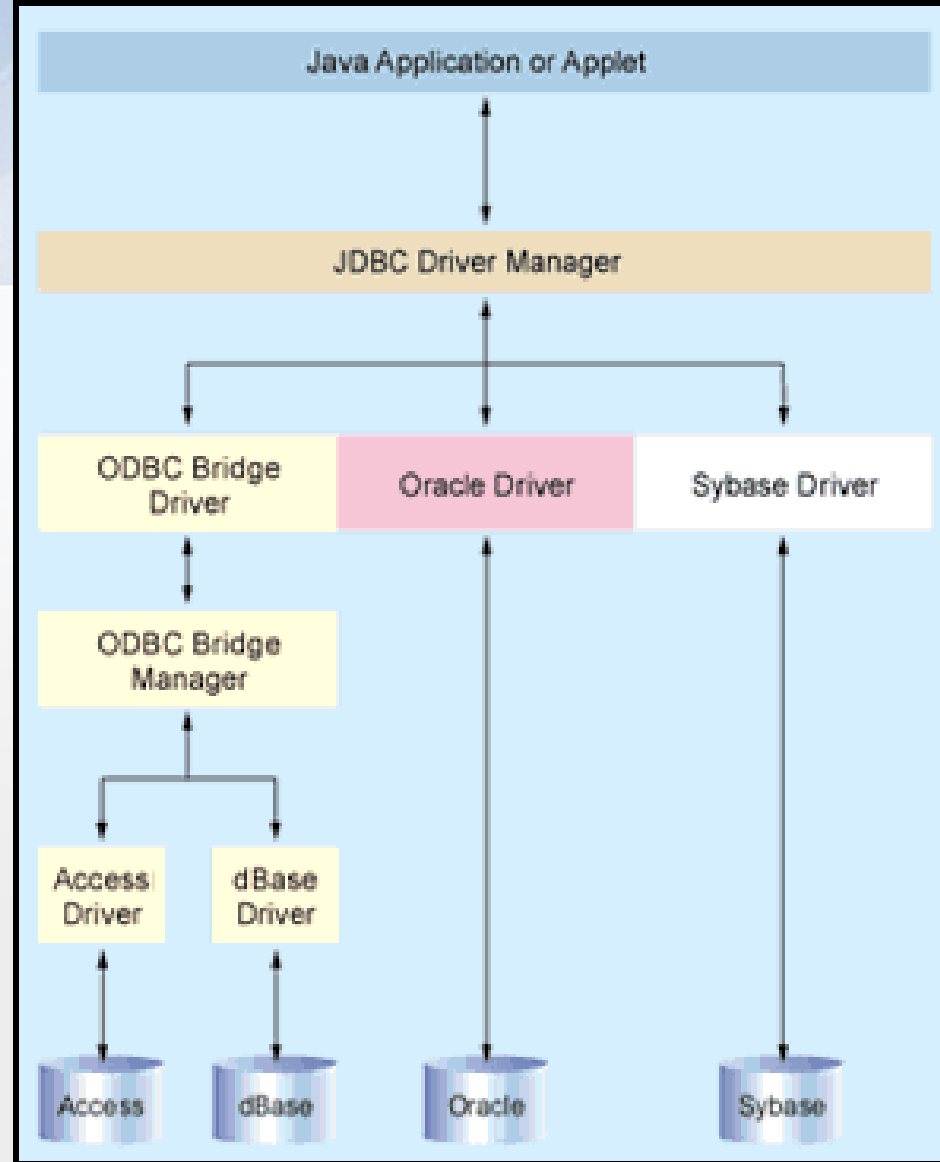 Java Application or Applet
JDBC Driver Manager
ODBC Bridge
Driver
Oracle Driver
Sybase Driver
ODBC Bridge
Manager
Access
Driver
dBase
Driver
Access
dBase
Oracle
Sybase